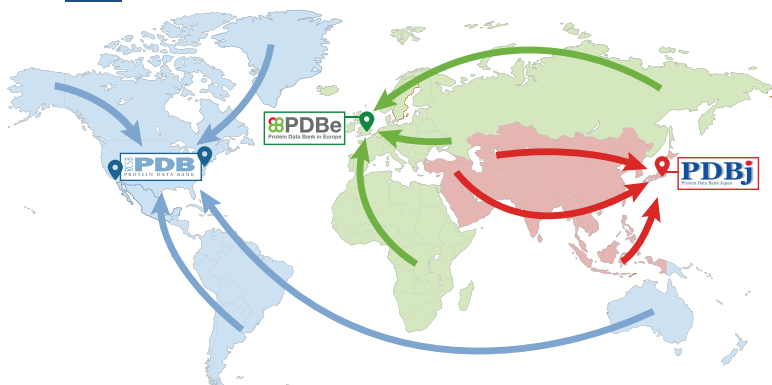 RCSB
PDB
PROTEIN DATA BANK
PDBe
Protein Data Bank in Europe
PDBj
Protein Data Bank Japan